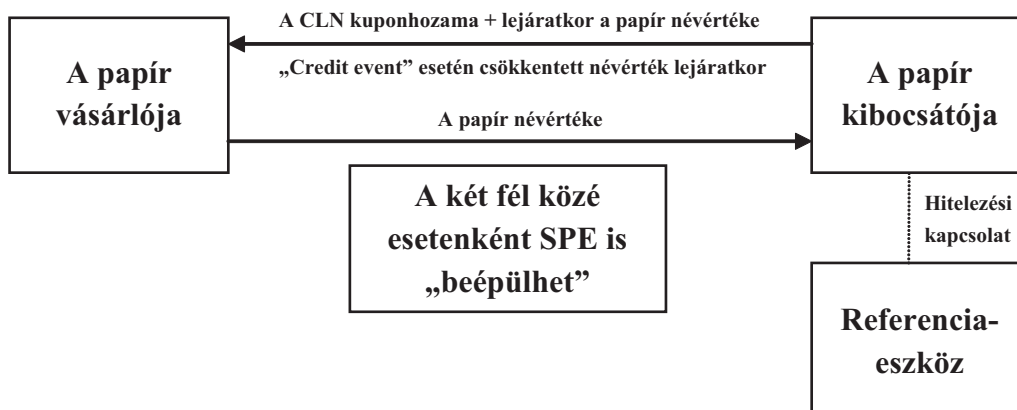 A CLN kuponhozama + lejáratkor a papír névértéke
A papír
vásárlója
„Credit event” esetén csökkentett névérték lejáratkor
A papír
kibocsátója
A papír névértéke
A két fél közé
esetenként SPE is
„beépülhet”
Hitelezési
kapcsolat
Referencia-
eszköz